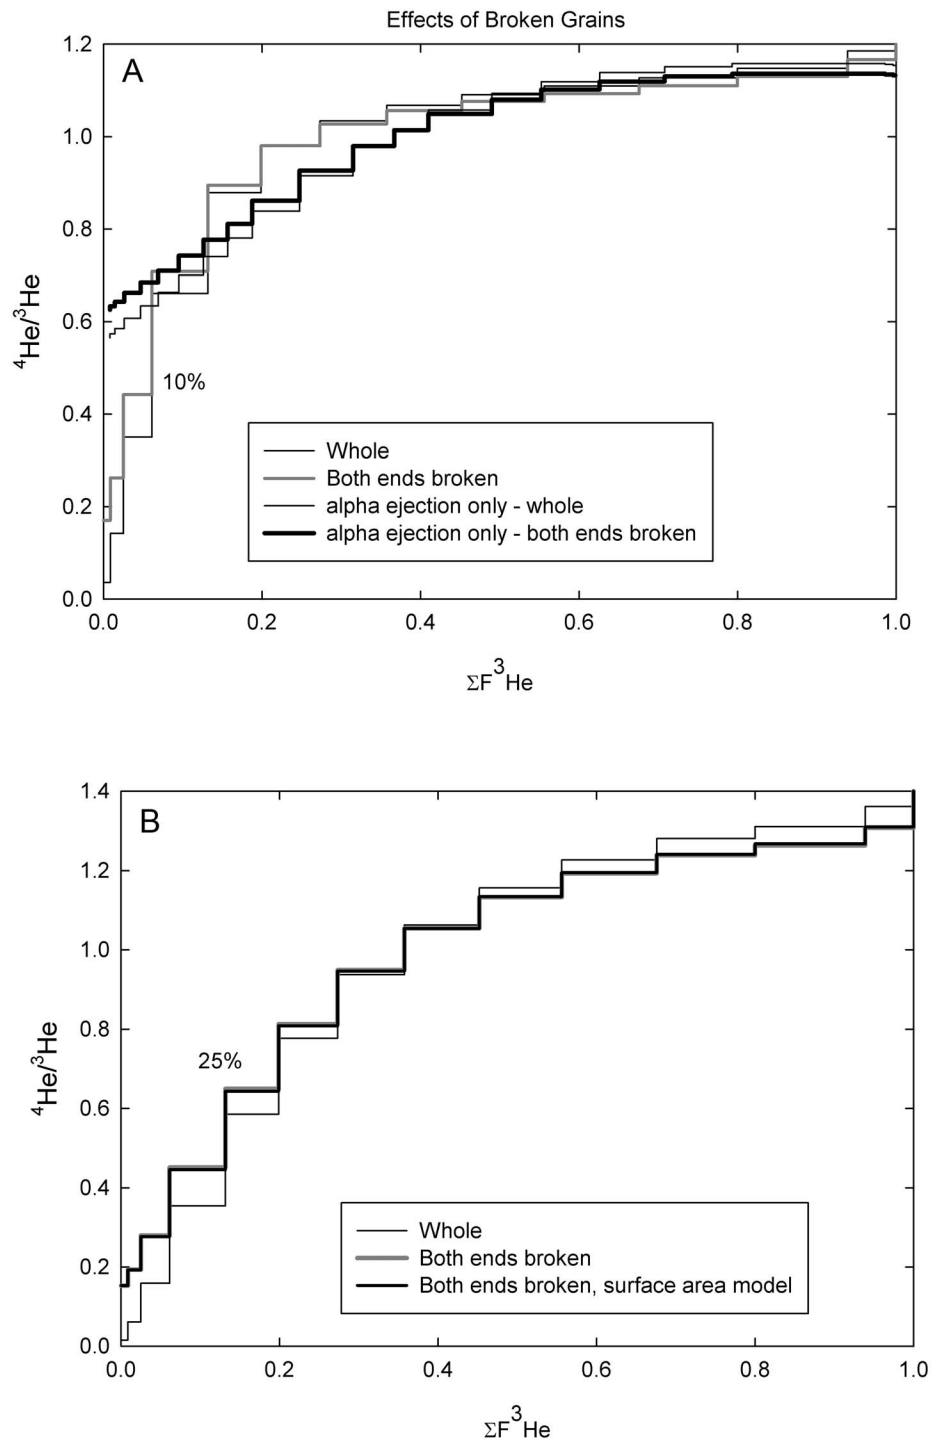 Effects of Broken Grains
A
1.2
1.0
0.8
0.6
0.4
0.2
0.0
⁴He/³He
10%
Whole
Both ends broken
alpha ejection only - whole
alpha ejection only - both ends broken
0.0 0.2 0.4 0.6 0.8 1.0
ΣF³He
B
1.4
1.2
1.0
0.8
0.6
0.4
0.2
0.0
⁴He/³He
25%
Whole
Both ends broken
Both ends broken, surface area model
0.0 0.2 0.4 0.6 0.8 1.0
ΣF³He